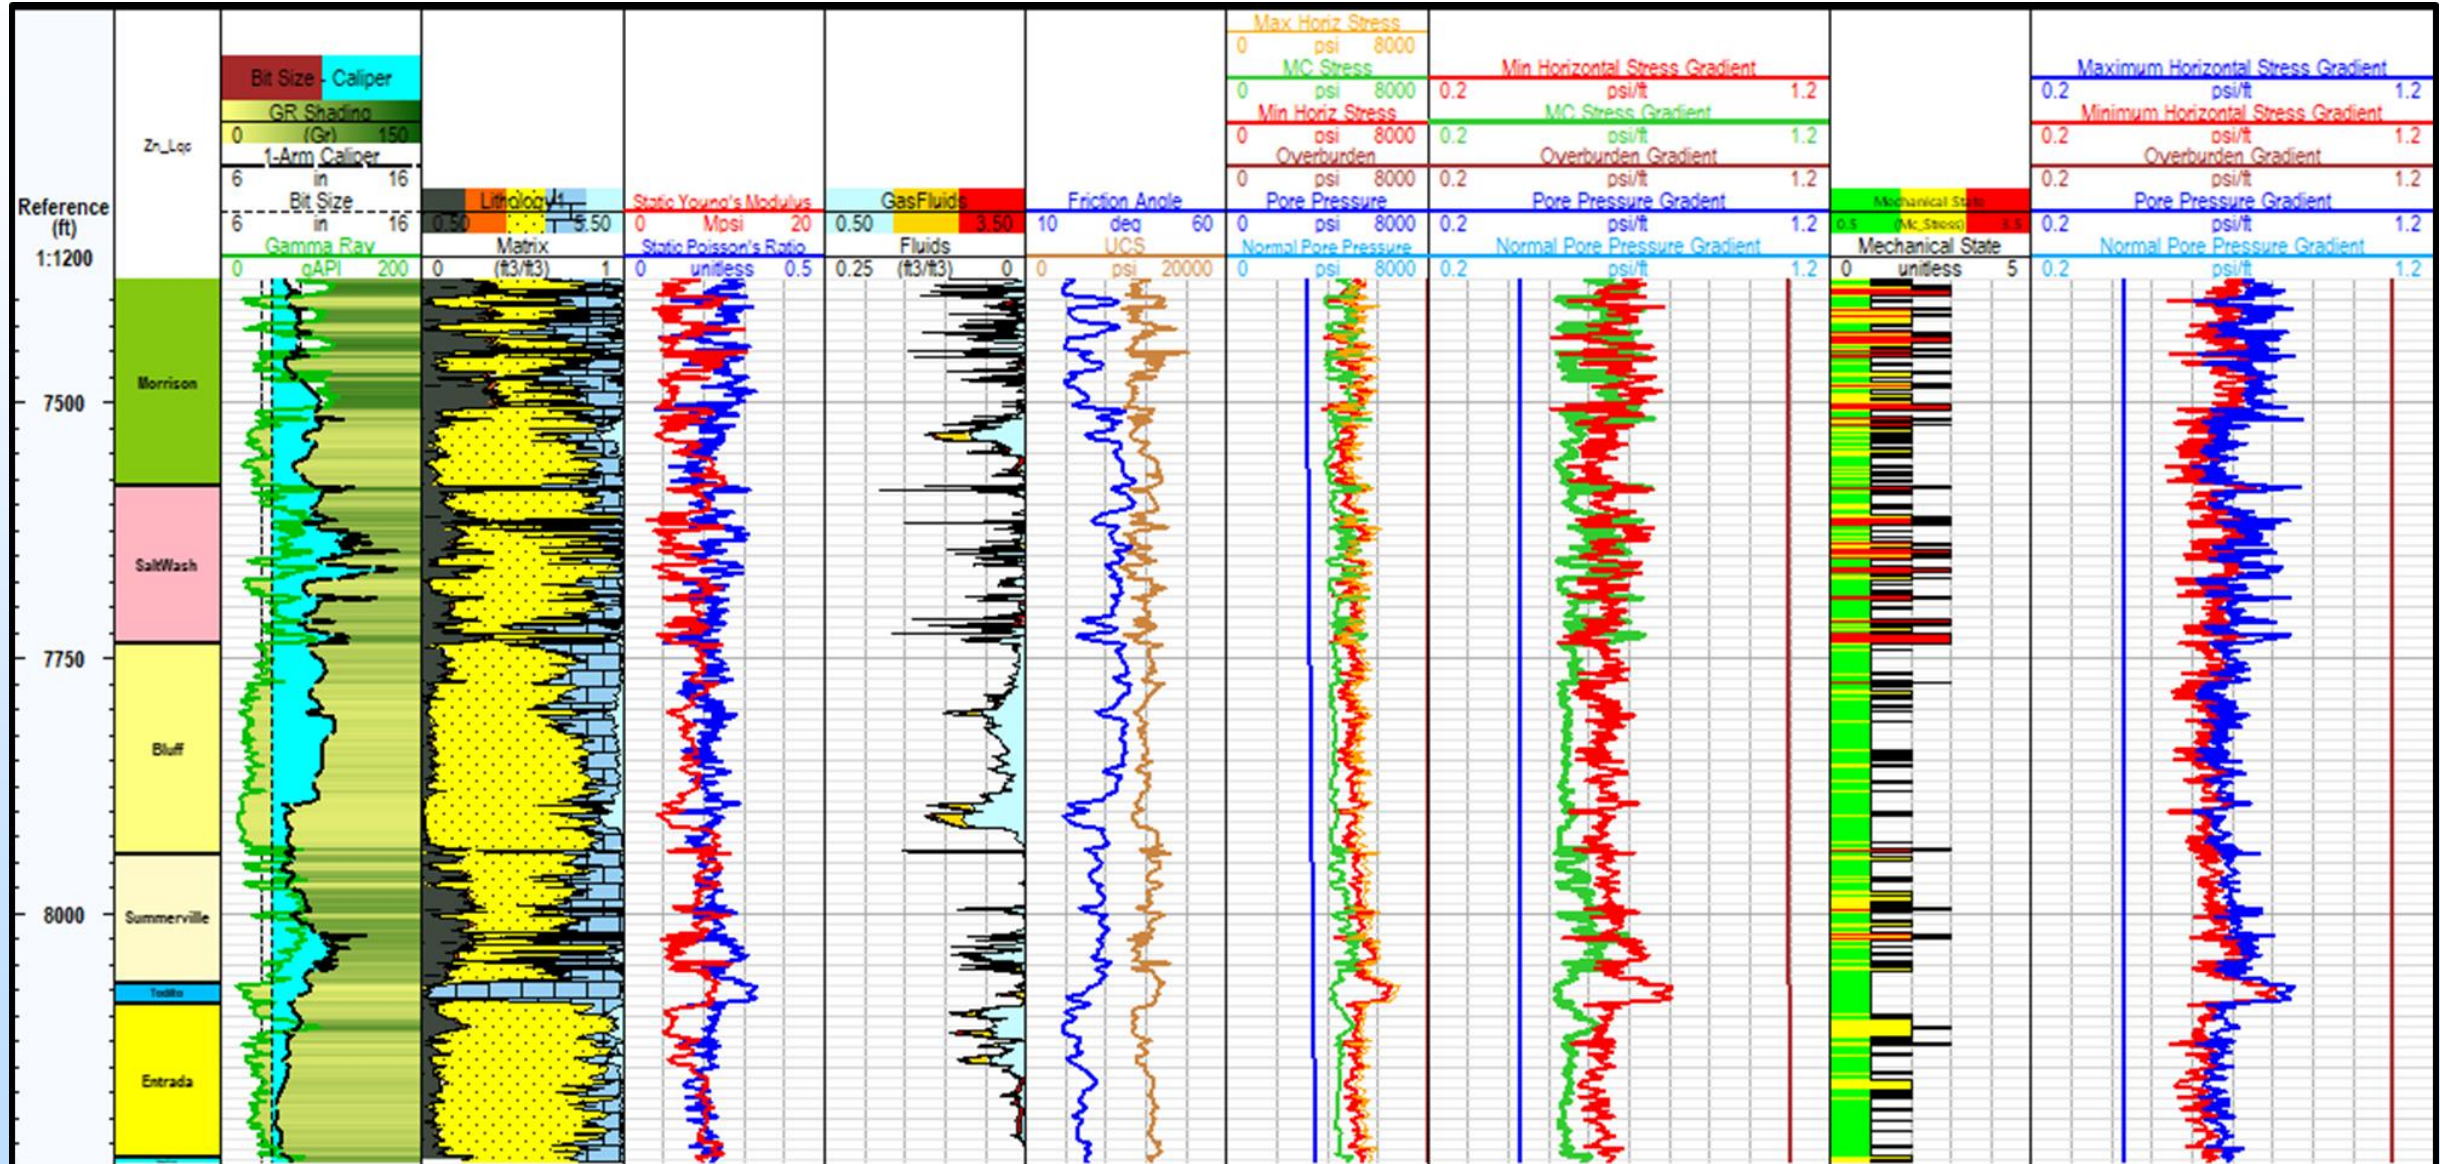 Reference
(ft)
1:1200
Zn_Lqc
Bit Size - Caliper
GR Shading
0 (Gr) 150
1-Arm Caliper
6 in 16
Bit Size
6 in 16
Gamma Ray
0 gAPI 200
Lithology1
0.50 5.50
Matrix
0 (ft3/ft3) 1
Static Young's Modulus
0 Mpsi 20
Static Poisson's Ratio
0 unitless 0.5
GasFluids
0.50 3.50
Fluids
0.25 (ft3/ft3) 0
Friction Angle
10 deg 60
UCS
0 psi 20000
Max Horiz Stress
0 psi 8000
MC Stress
0 psi 8000
Min Horiz Stress
0 psi 8000
Overburden
0 psi 8000
Pore Pressure
0 psi 8000
Normal Pore Pressure
0 psi 8000
Min Horizontal Stress Gradient
0.2 psi/ft 1.2
MC Stress Gradient
0.2 psi/ft 1.2
Overburden Gradient
0.2 psi/ft 1.2
Pore Pressure Gradent
0.2 psi/ft 1.2
Normal Pore Pressure Gradient
0.2 psi/ft 1.2
Mechanical State
0.5 (Mc_Stress) 3.5
Mechanical State
0 unitless 5
Maximum Horizontal Stress Gradient
0.2 psi/ft 1.2
Minimum Horizontal Stress Gradient
0.2 psi/ft 1.2
Overburden Gradient
0.2 psi/ft 1.2
Pore Pressure Gradient
0.2 psi/ft 1.2
Normal Pore Pressure Gradient
0.2 psi/ft 1.2
Morrison
7500
SaltWash
7750
Bluff
8000
Summerville
Todilto
Entrada